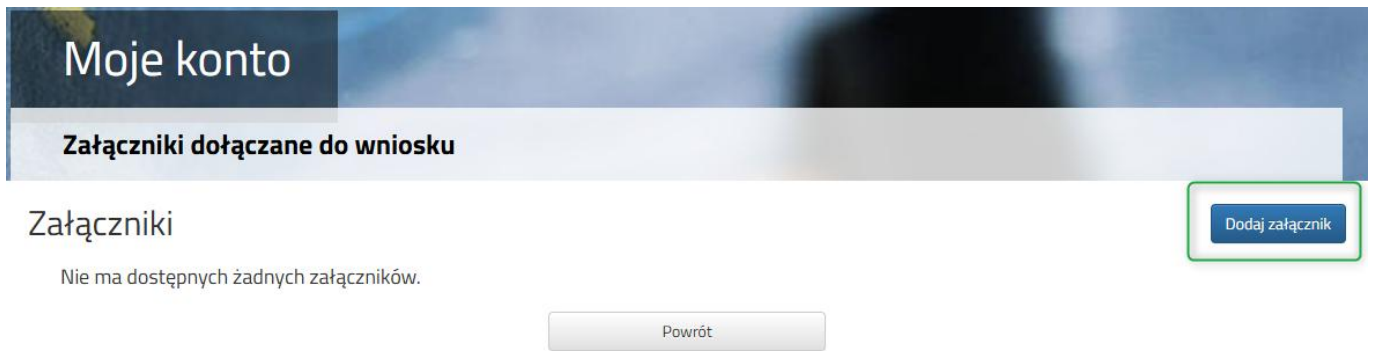 Moje konto
Załączniki dołączane do wniosku
Załączniki
Dodaj załącznik
Nie ma dostępnych żadnych załączników.
Powrót